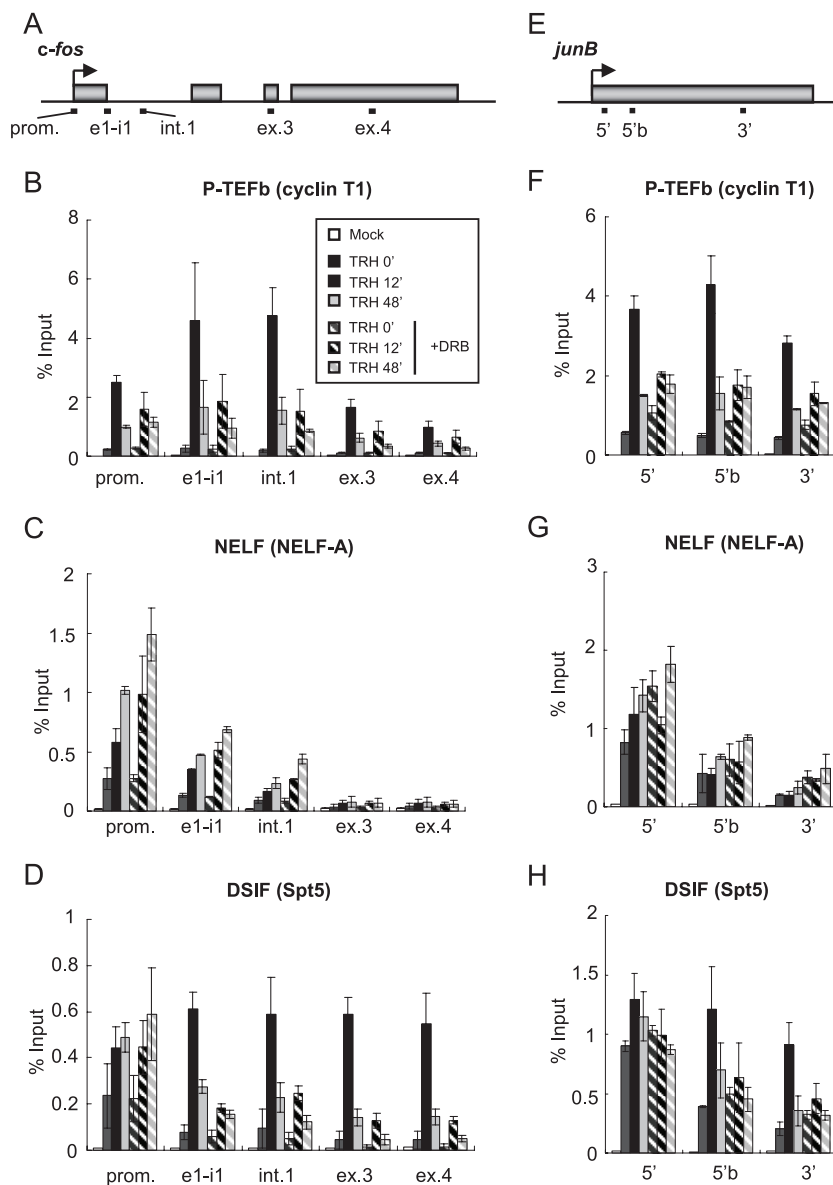 A
c-fos
prom.
e1-i1
int.1
ex.3
ex.4
B
P-TEFb (cyclin T1)
8
6
4
2
0
% Input
Mock
TRH 0'
TRH 12'
TRH 48'
TRH 0'
TRH 12'
TRH 48'
+DRB
prom.
e1-i1
int.1
ex.3
ex.4
C
NELF (NELF-A)
2
1.5
1
0.5
0
% Input
prom.
e1-i1
int.1
ex.3
ex.4
D
DSIF (Spt5)
1
0.8
0.6
0.4
0.2
0
% Input
prom.
e1-i1
int.1
ex.3
ex.4
E
junB
5'
5'b
3'
F
P-TEFb (cyclin T1)
6
4
2
0
% Input
5'
5'b
3'
G
NELF (NELF-A)
3
2
1
0
% Input
5'
5'b
3'
H
DSIF (Spt5)
2
1.5
1
0.5
0
% Input
5'
5'b
3'